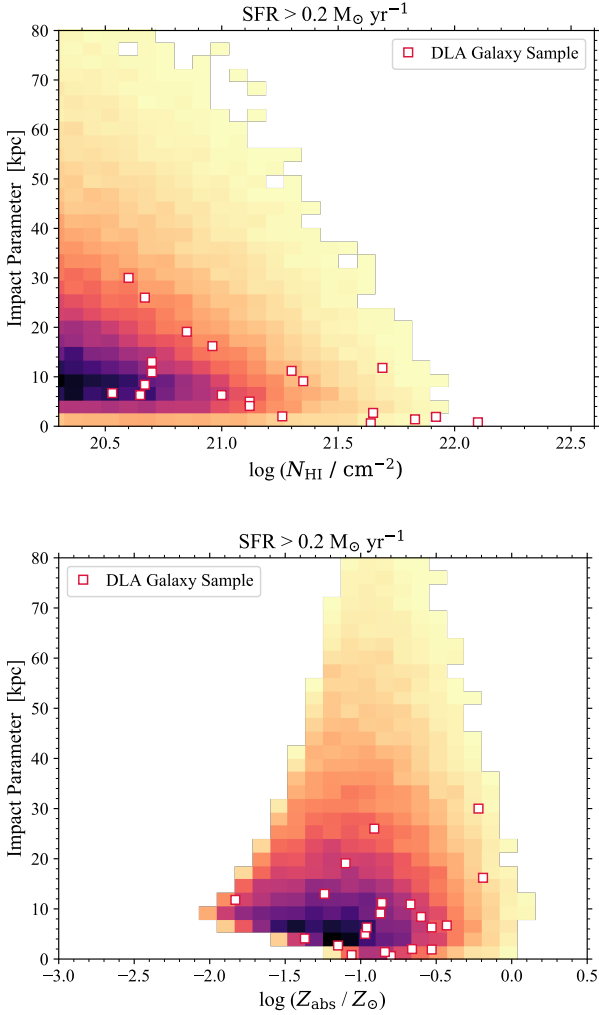 SFR > 0.2 M⊙ yr−1
DLA Galaxy Sample
80
70
60
50
40
30
20
10
0
Impact Parameter [kpc]
20.5 21.0 21.5 22.0 22.5
log (NHI / cm−2)
SFR > 0.2 M⊙ yr−1
DLA Galaxy Sample
80
70
60
50
40
30
20
10
0
Impact Parameter [kpc]
−3.0 −2.5 −2.0 −1.5 −1.0 −0.5 0.0 0.5
log (Zabs / Z⊙)